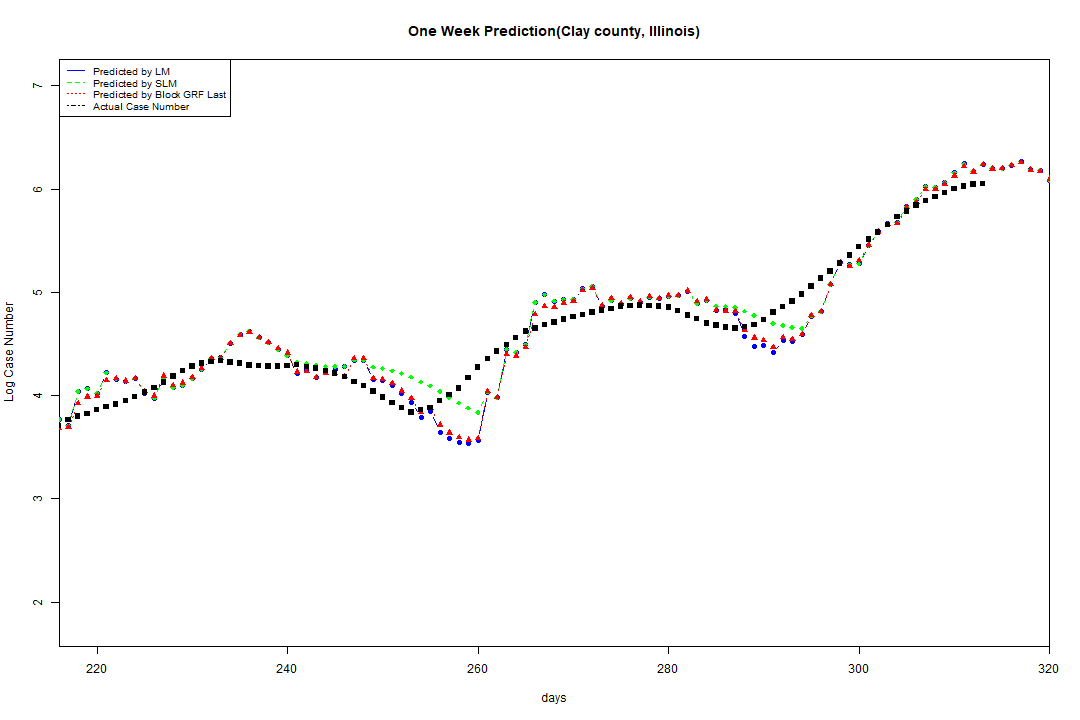 One Week Prediction(Clay county, Illinois)
Predicted by LM
Predicted by SLM
Predicted by Block GRF Last
Actual Case Number
7
6
5
4
3
2
Log Case Number
220 240 260 280 300 320
days